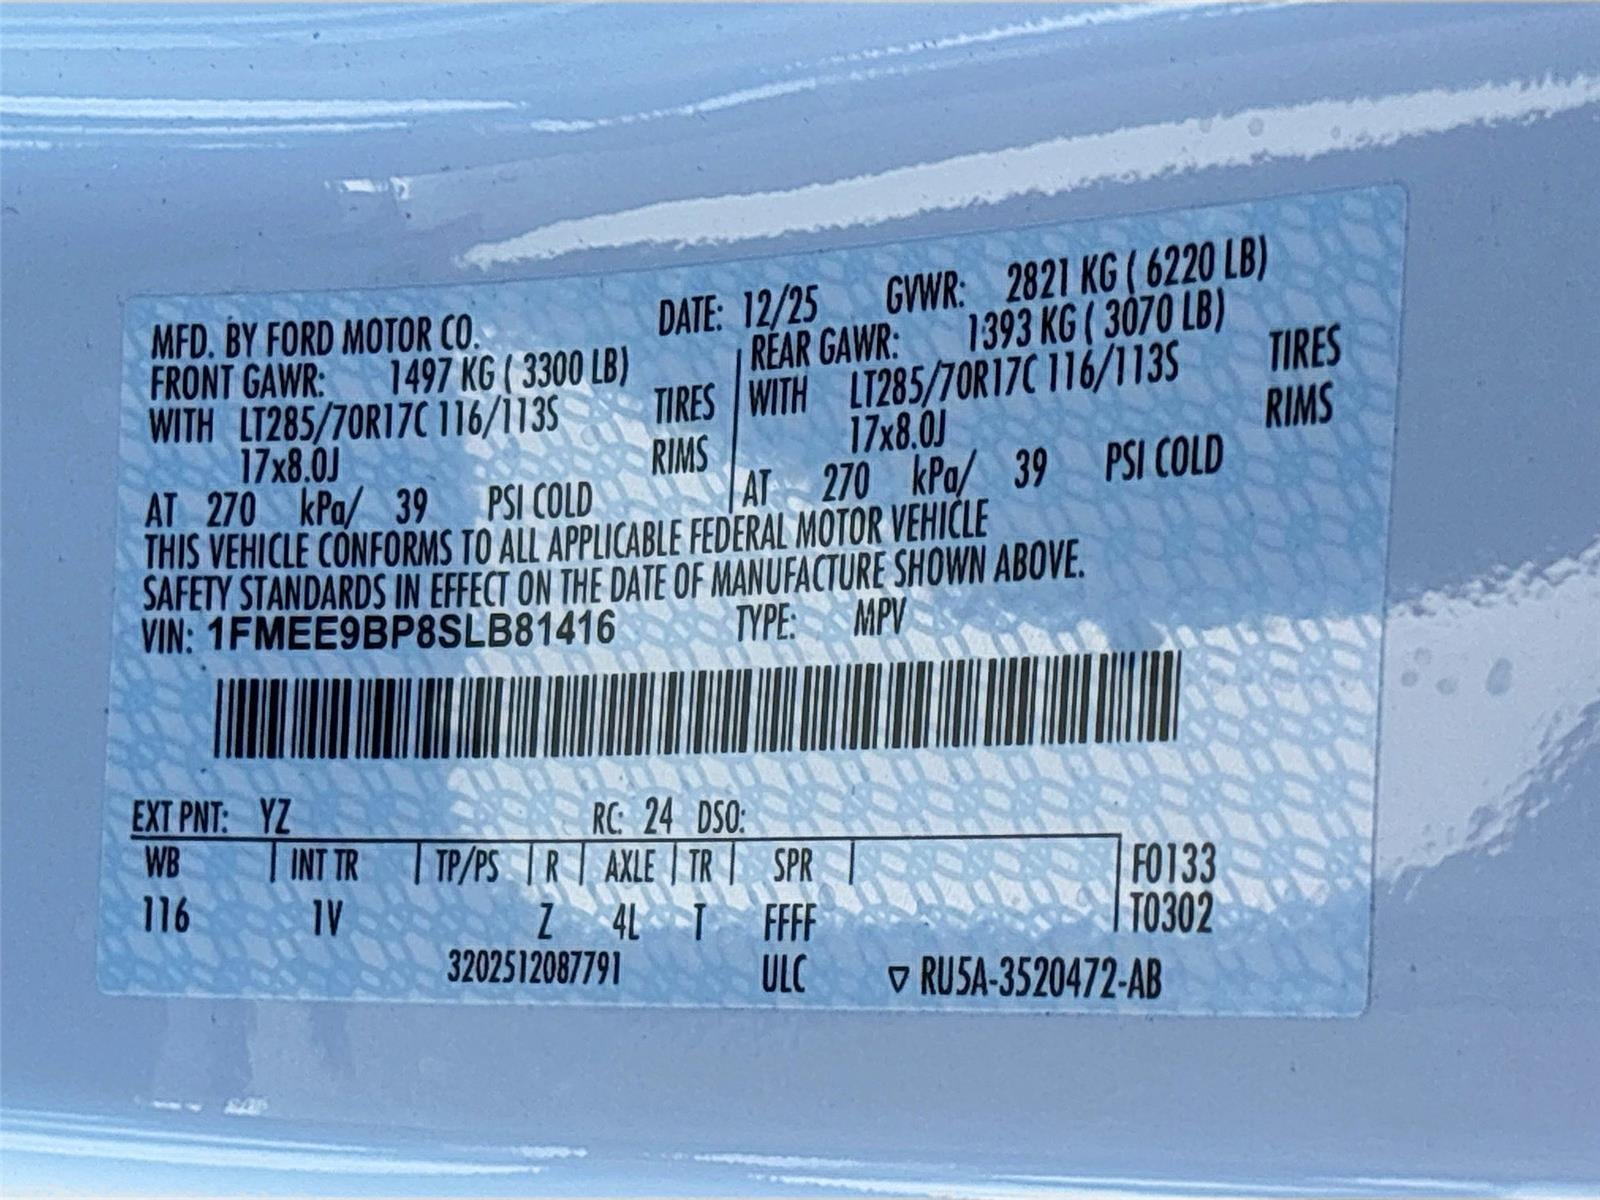 MFD. BY FORD MOTOR CO. DATE: 12/25 GVWR: 2821 KG ( 6220 LB)
FRONT GAWR: 1497 KG ( 3300 LB) REAR GAWR: 1393 KG ( 3070 LB)
WITH LT285/70R17C 116/113S TIRES WITH LT285/70R17C 116/113S TIRES
17x8.0J RIMS 17x8.0J RIMS
AT 270 kPa/ 39 PSI COLD AT 270 kPa/ 39 PSI COLD
THIS VEHICLE CONFORMS TO ALL APPLICABLE FEDERAL MOTOR VEHICLE
SAFETY STANDARDS IN EFFECT ON THE DATE OF MANUFACTURE SHOWN ABOVE.
VIN: 1FMEE9BP8SLB81416 TYPE: MPV
EXT PNT: YZ RC: 24 DSO:
WB INT TR TP/PS R AXLE TR SPR F0133
116 1V Z 4L T FFFF T0302
3202512087791 ULC ▽ RU5A-3520472-AB